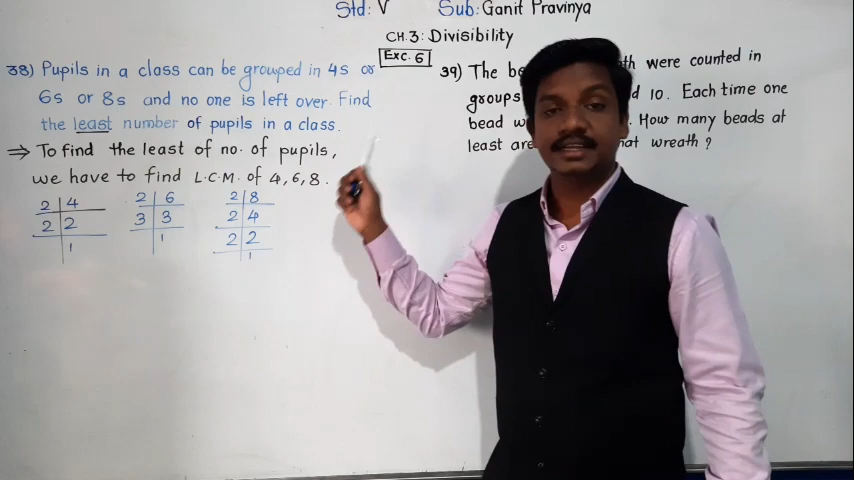 Std: V Sub: Ganit Pravinya
CH.3: Divisibility
Exc. 6
38) Pupils in a class can be grouped in 4s or
6s or 8s and no one is left over. Find
the least number of pupils in a class.
⇒ To find the least of no. of pupils,
we have to find L.C.M. of 4, 6, 8.
2 4
2 2
1
2 6
3 3
1
2 8
2 4
2 2
1
39) The th were counted in
groups d 10. Each time one
bead . How many beads at
least are hat wreath ?